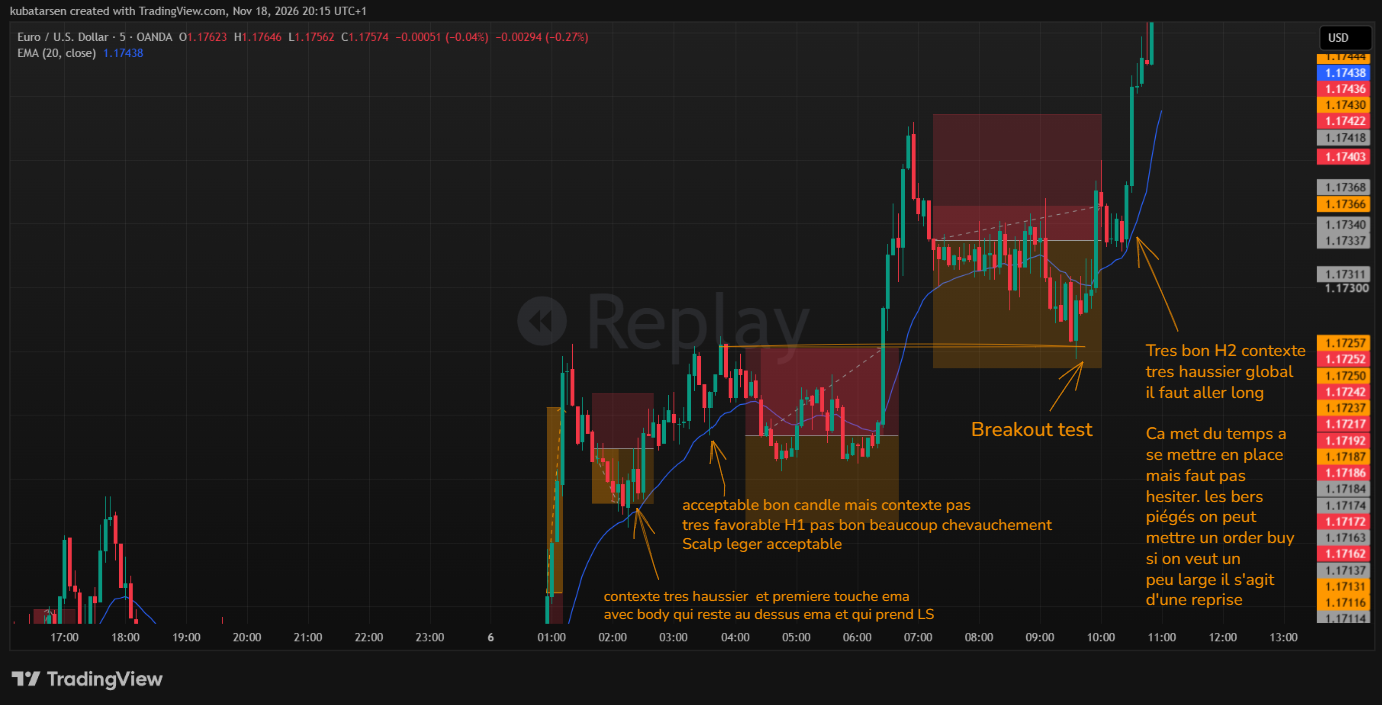 kubatarsen created with TradingView.com, Nov 18, 2026 20:15 UTC+1
Euro / U.S. Dollar · 5 · OANDA O1.17623 H1.17646 L1.17562 C1.17574 −0.00051 (−0.04%) −0.00294 (−0.27%)
EMA (20, close) 1.17438
USD
1.17444
1.17438
1.17436
1.17430
1.17422
1.17418
1.17403
1.17368
1.17366
1.17340
1.17337
1.17311
1.17300
1.17257
1.17252
1.17250
1.17242
1.17237
1.17217
1.17192
1.17187
1.17186
1.17184
1.17174
1.17172
1.17163
1.17162
1.17137
1.17131
1.17116
1.17114
Replay
Tres bon H2 contexte
tres haussier global
il faut aller long
Breakout test
Ca met du temps a
se mettre en place
mais faut pas
hesiter. les bers
piégés on peut
mettre un order buy
si on veut un
peu large il s'agit
d'une reprise
acceptable bon candle mais contexte pas
tres favorable H1 pas bon beaucoup chevauchement
Scalp leger acceptable
contexte tres haussier et premiere touche ema
avec body qui reste au dessus ema et qui prend LS
17:00 18:00 19:00 20:00 21:00 22:00 23:00 6 01:00 02:00 03:00 04:00 05:00 06:00 07:00 08:00 09:00 10:00 11:00 12:00 13:00
TradingView